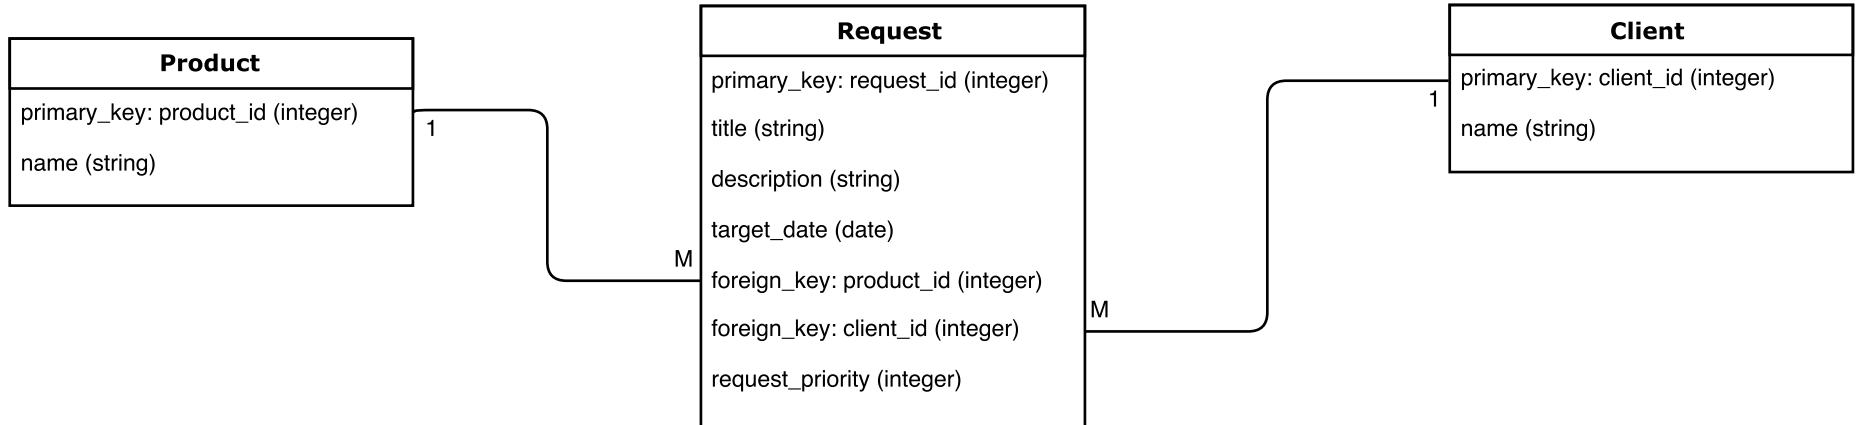 Product
primary_key: product_id (integer)
name (string)
1
M
Request
primary_key: request_id (integer)
title (string)
description (string)
target_date (date)
foreign_key: product_id (integer)
foreign_key: client_id (integer)
request_priority (integer)
M
1
Client
primary_key: client_id (integer)
name (string)